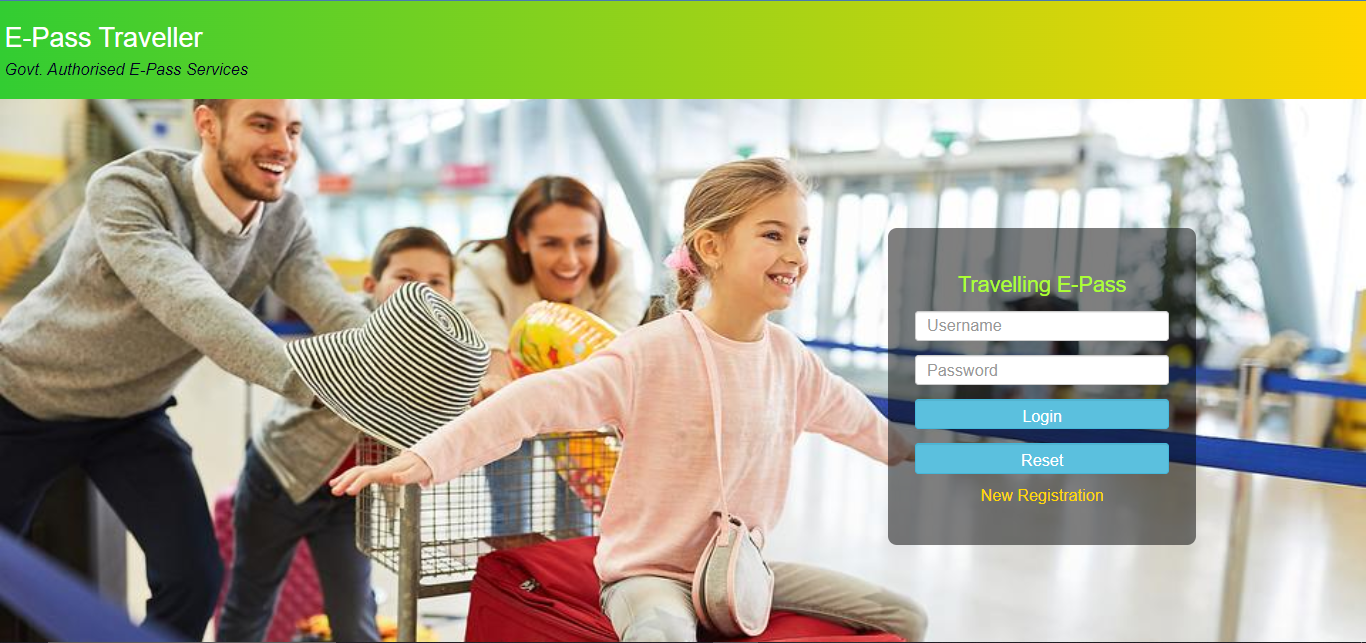 E-Pass Traveller
Govt. Authorised E-Pass Services
Travelling E-Pass
Username
Password
Login
Reset
New Registration